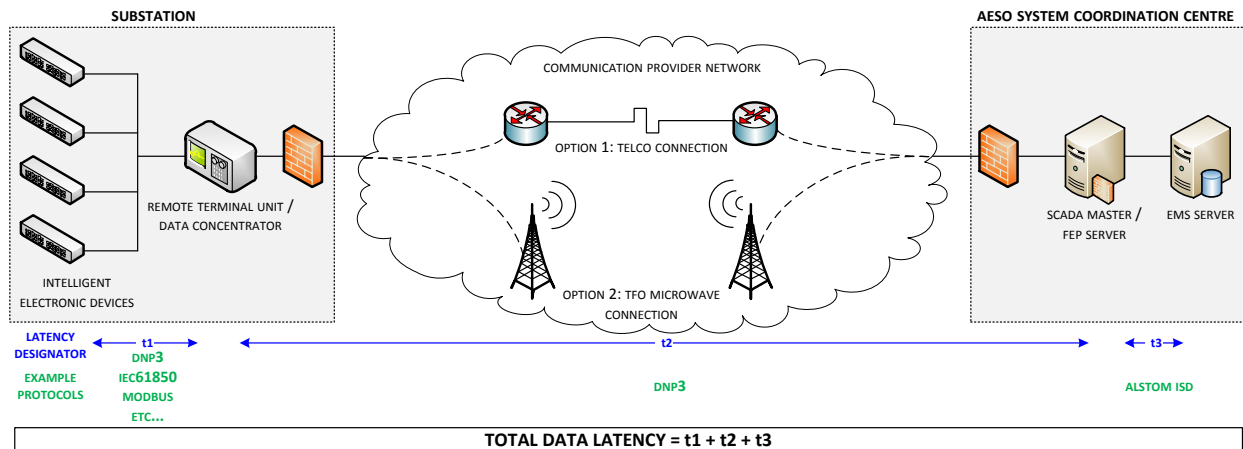 SUBSTATION
AESO SYSTEM COORDINATION CENTRE
COMMUNICATION PROVIDER NETWORK
OPTION 1: TELCO CONNECTION
REMOTE TERMINAL UNIT /
DATA CONCENTRATOR
SCADA MASTER /
FEP SERVER
EMS SERVER
INTELLIGENT
ELECTRONIC DEVICES
OPTION 2: TFO MICROWAVE
CONNECTION
LATENCY
DESIGNATOR
t1
t2
t3
EXAMPLE
PROTOCOLS
DNP3
IEC61850
MODBUS
ETC...
DNP3
ALSTOM ISD
TOTAL DATA LATENCY = t1 + t2 + t3